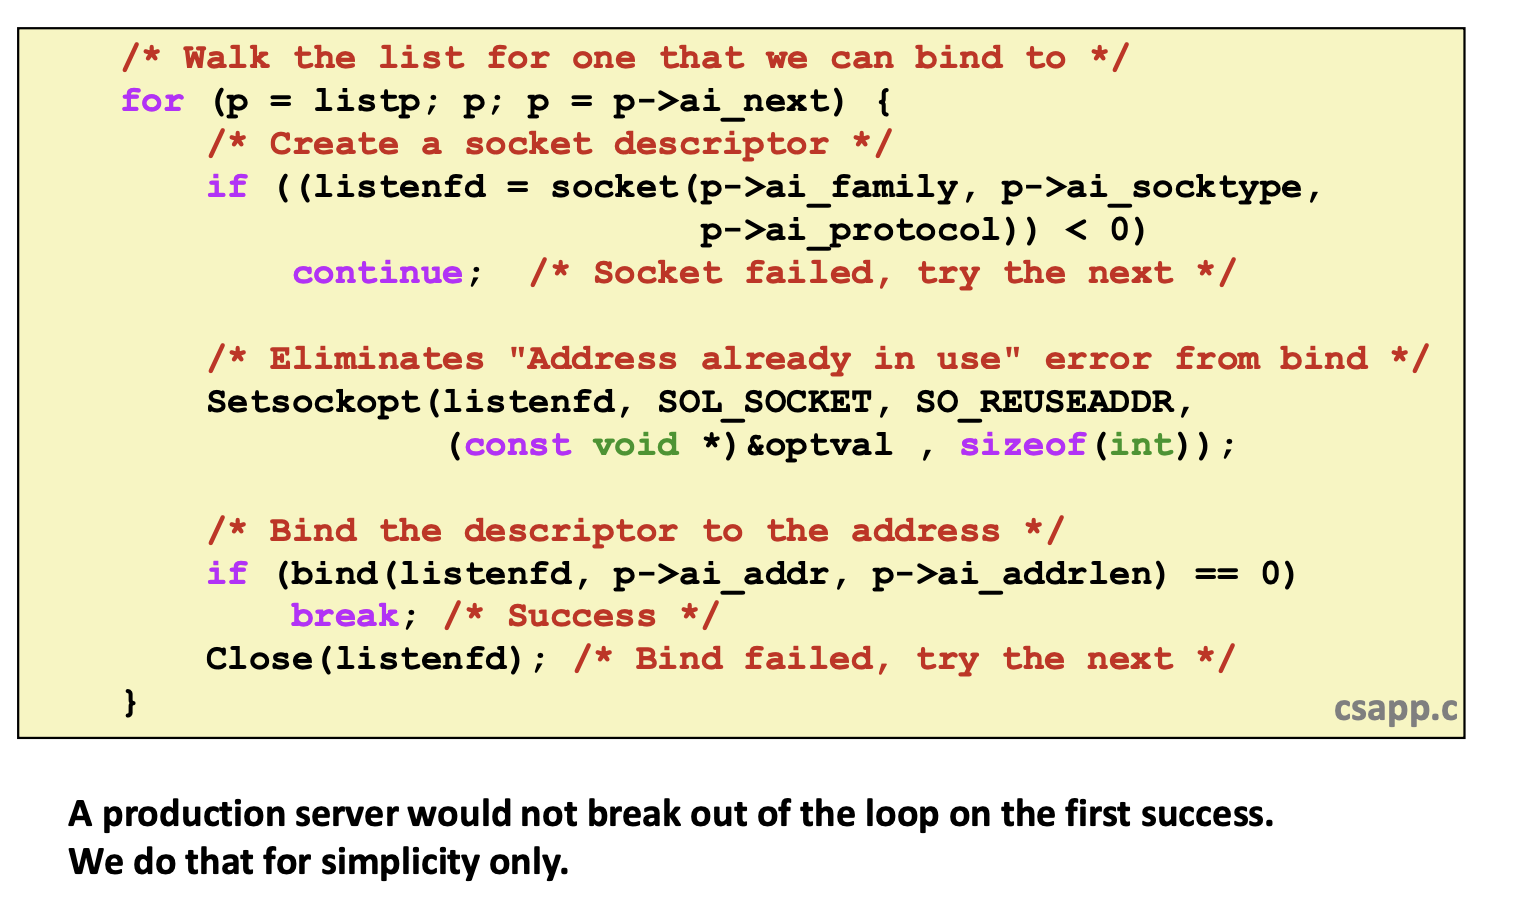 /* Walk the list for one that we can bind to */
for (p = listp; p; p = p->ai_next) {
/* Create a socket descriptor */
if ((listenfd = socket(p->ai_family, p->ai_socktype,
p->ai_protocol)) < 0)
continue;  /* Socket failed, try the next */
/* Eliminates "Address already in use" error from bind */
Setsockopt(listenfd, SOL_SOCKET, SO_REUSEADDR,
(const void *)&optval , sizeof(int));
/* Bind the descriptor to the address */
if (bind(listenfd, p->ai_addr, p->ai_addrlen) == 0)
break; /* Success */
Close(listenfd); /* Bind failed, try the next */
}
csapp.c
A production server would not break out of the loop on the first success.
We do that for simplicity only.